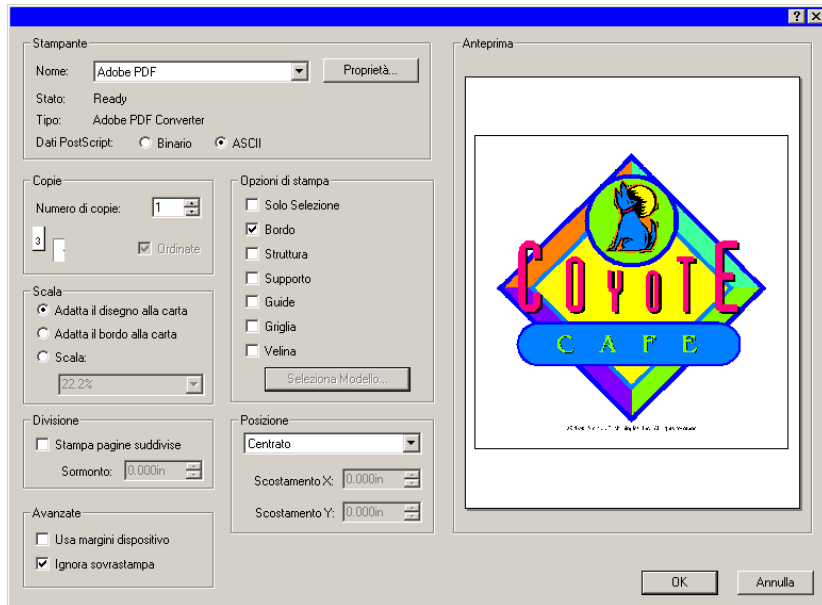 Stampante
Nome: Adobe PDF Proprietà...
Stato: Ready
Tipo: Adobe PDF Converter
Dati PostScript: Binario ASCII
Copie
Numero di copie: 1
3
Ordinate
Scala
Adatta il disegno alla carta
Adatta il bordo alla carta
Scala:
22.2%
Divisione
Stampa pagine suddivise
Sormonto: 0.000in
Avanzate
Usa margini dispositivo
Ignora sovrastampa
Opzioni di stampa
Solo Selezione
Bordo
Struttura
Supporto
Guide
Griglia
Velina
Seleziona Modello...
Posizione
Centrato
Scostamento X: 0.000in
Scostamento Y: 0.000in
Anteprima
COYOTE
CAFE
OK Annulla